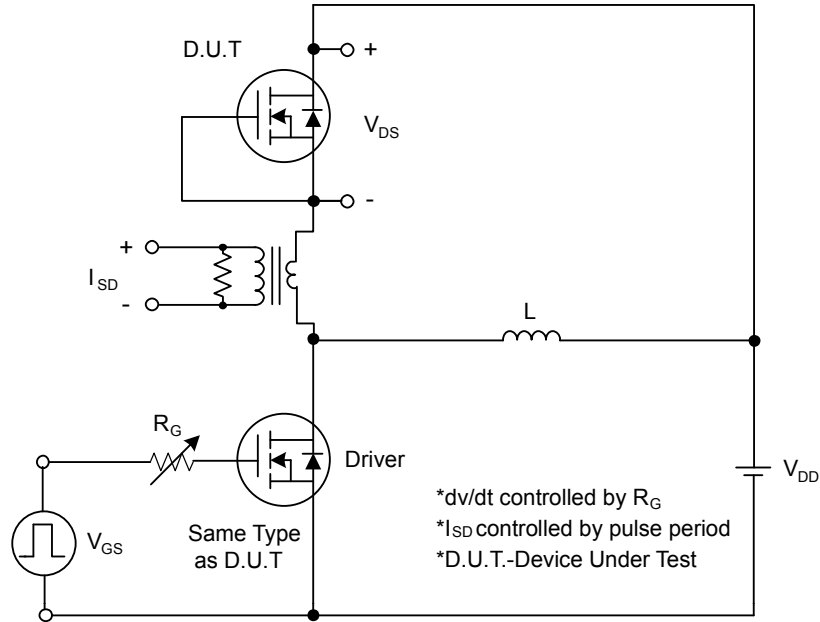 D.U.T
+
V_DS
-
+
I_SD
-
L
R_G
Driver
V_DD
V_GS
Same Type
as D.U.T
*dv/dt controlled by R_G
*I_SD controlled by pulse period
*D.U.T.-Device Under Test